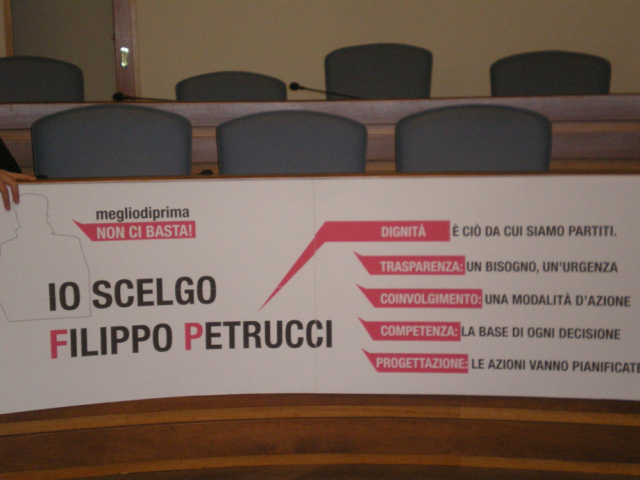 megliodiprima
NON CI BASTA!
IO SCELGO
FILIPPO PETRUCCI
DIGNITÀ È CIÒ DA CUI SIAMO PARTITI.
TRASPARENZA: UN BISOGNO, UN'URGENZA
COINVOLGIMENTO: UNA MODALITÀ D'AZIONE
COMPETENZA: LA BASE DI OGNI DECISIONE
PROGETTAZIONE: LE AZIONI VANNO PIANIFICATE